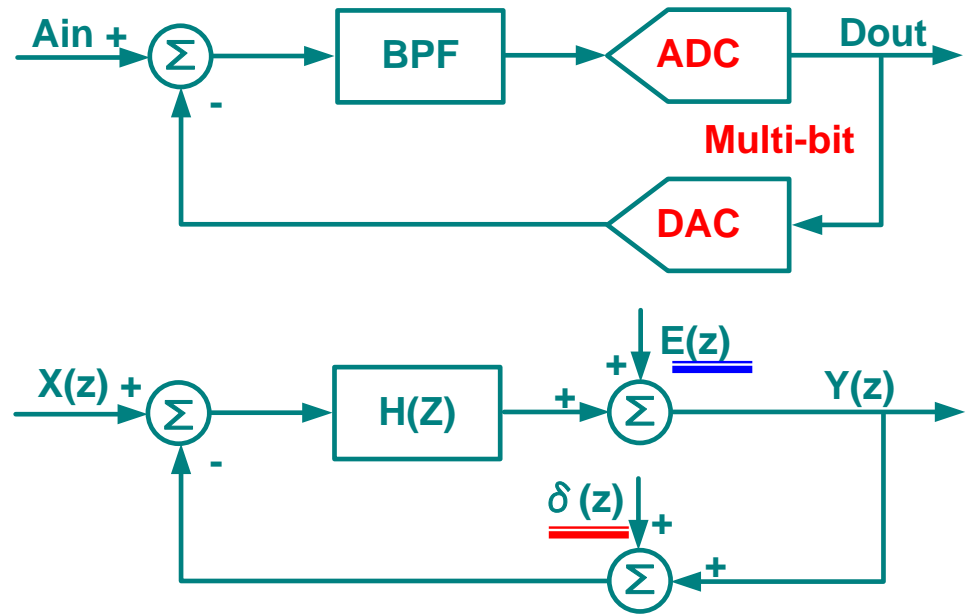 Ain + Σ BPF ADC Dout
-
Multi-bit
DAC
E(z)
+
X(z) + Σ H(Z) + Σ Y(z)
-
δ (z) +
Σ +